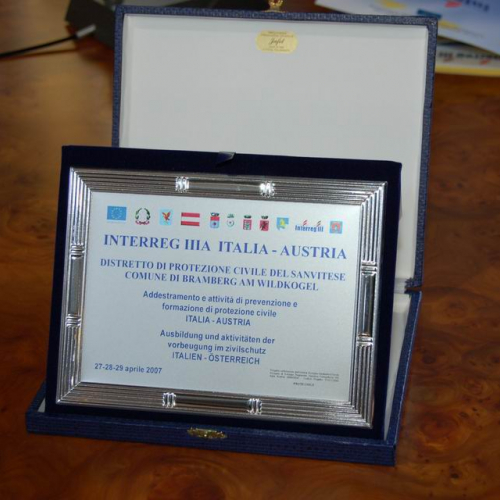 Interreg III
INTERREG IIIA ITALIA - AUSTRIA
DISTRETTO DI PROTEZIONE CIVILE DEL SANVITESE
COMUNE DI BRAMBERG AM WILDKOGEL
Addestramento e attività di prevenzione e
formazione di protezione civile
ITALIA - AUSTRIA
Ausbildung und aktivitäten der
vorbeugung im zivilschutz
ITALIEN - ÖSTERREICH
27-28-29 aprile 2007